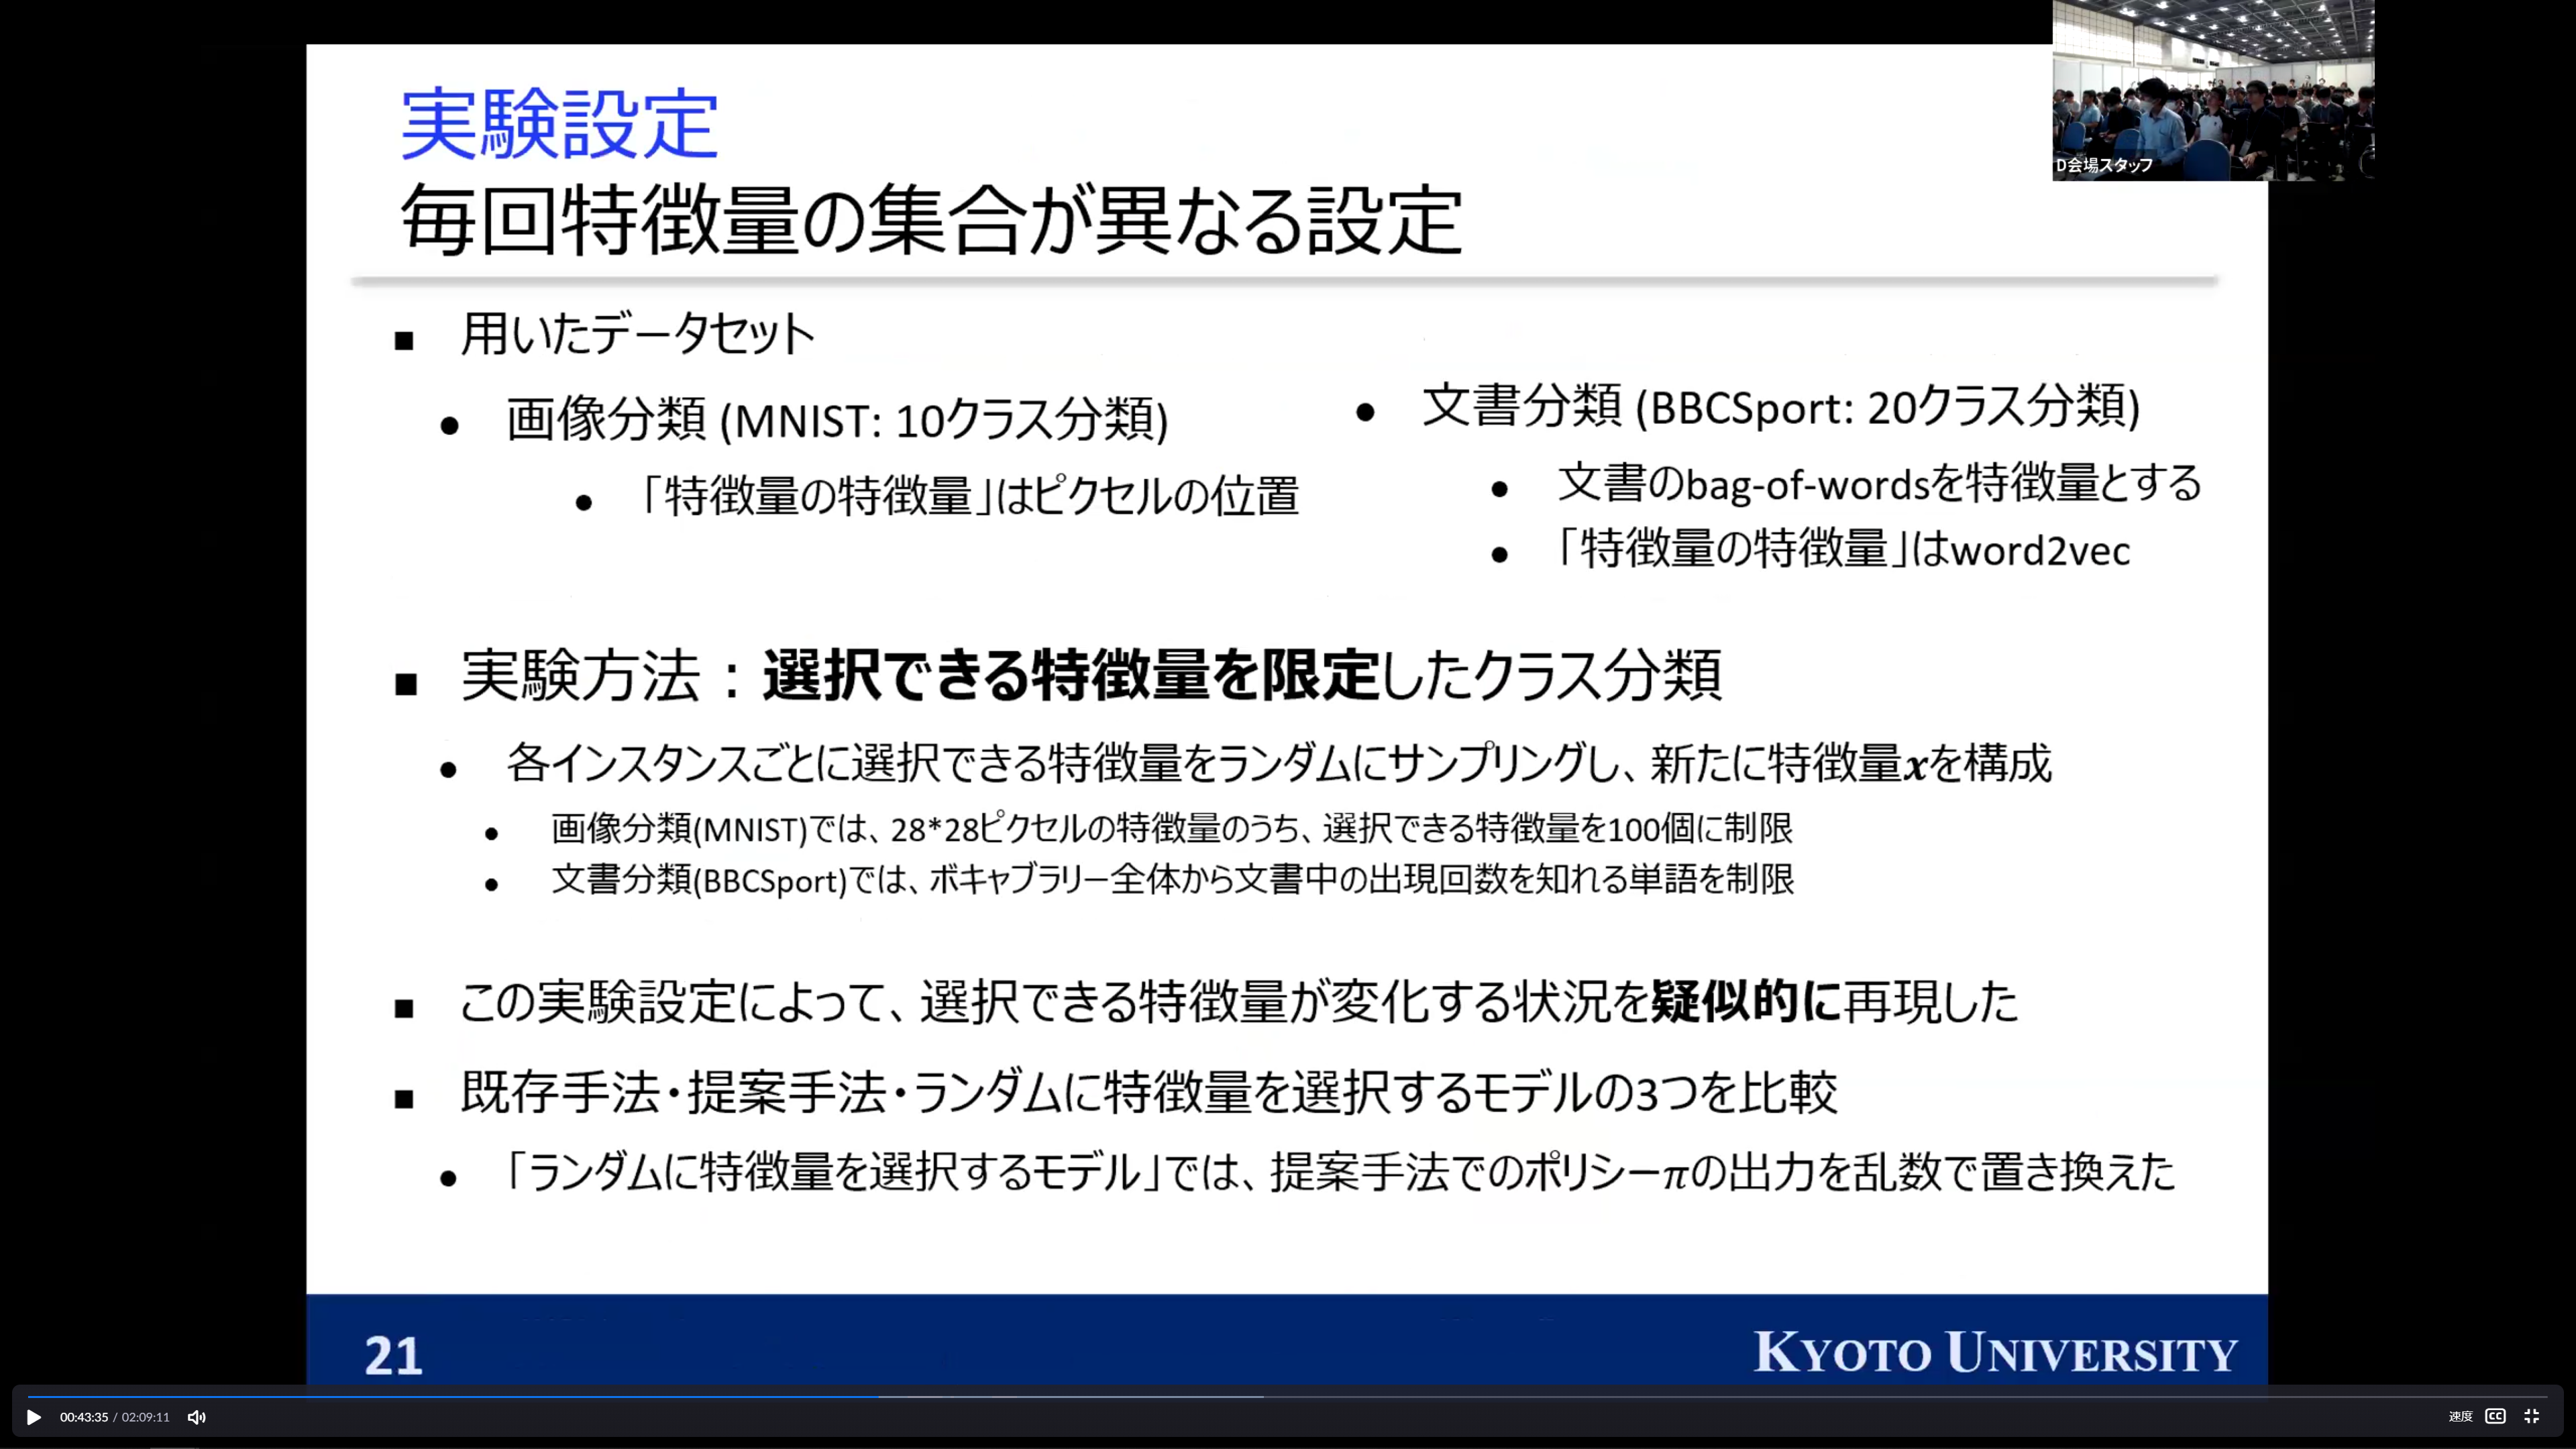 D会場スタッフ
実験設定
毎回特徴量の集合が異なる設定
■ 用いたデータセット
● 画像分類 (MNIST: 10クラス分類)
● 「特徴量の特徴量」はピクセルの位置
● 文書分類 (BBCSport: 20クラス分類)
● 文書のbag-of-wordsを特徴量とする
● 「特徴量の特徴量」はword2vec
■ 実験方法：選択できる特徴量を限定したクラス分類
● 各インスタンスごとに選択できる特徴量をランダムにサンプリングし、新たに特徴量xを構成
● 画像分類(MNIST)では、28*28ピクセルの特徴量のうち、選択できる特徴量を100個に制限
● 文書分類(BBCSport)では、ボキャブラリー全体から文書中の出現回数を知れる単語を制限
■ この実験設定によって、選択できる特徴量が変化する状況を疑似的に再現した
■ 既存手法・提案手法・ランダムに特徴量を選択するモデルの3つを比較
● 「ランダムに特徴量を選択するモデル」では、提案手法でのポリシーπの出力を乱数で置き換えた
21
KYOTO UNIVERSITY
00:43:35 / 02:09:11
速度
CC